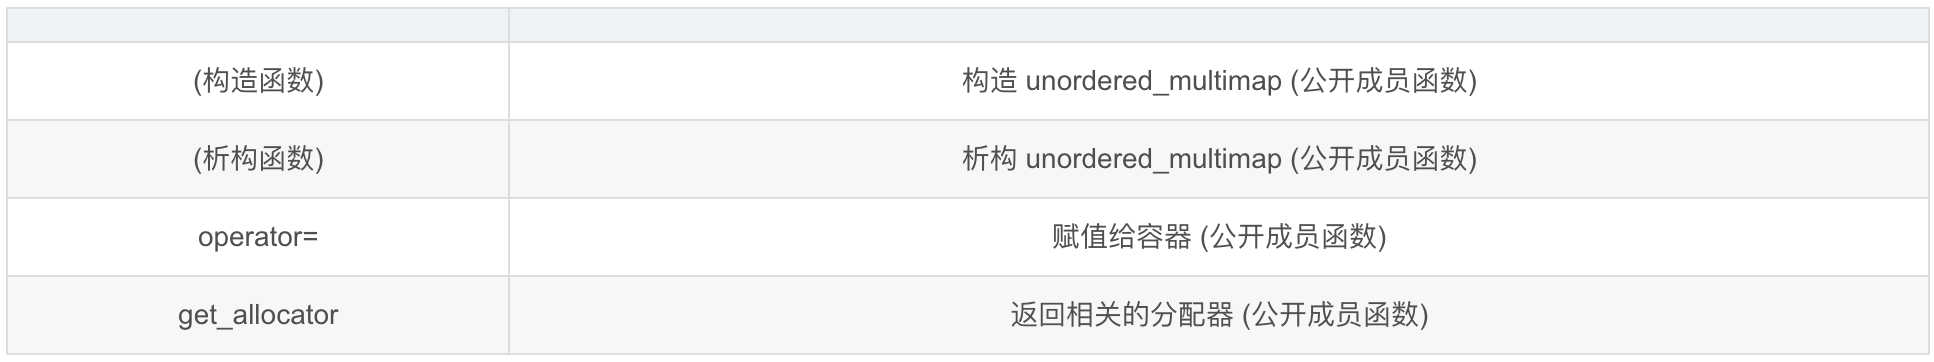 (构造函数) 构造 unordered_multimap (公开成员函数)
(析构函数) 析构 unordered_multimap (公开成员函数)
operator= 赋值给容器 (公开成员函数)
get_allocator 返回相关的分配器 (公开成员函数)